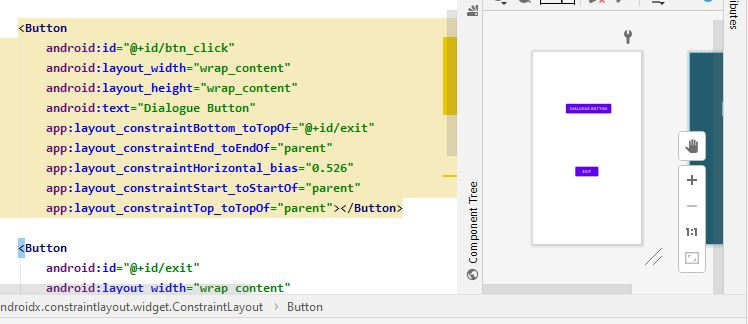 <Button
android:id="@+id/btn_click"
android:layout_width="wrap_content"
android:layout_height="wrap_content"
android:text="Dialogue Button"
app:layout_constraintBottom_toTopOf="@+id/exit"
app:layout_constraintEnd_toEndOf="parent"
app:layout_constraintHorizontal_bias="0.526"
app:layout_constraintStart_toStartOf="parent"
app:layout_constraintTop_toTopOf="parent"></Button>
<Button
android:id="@+id/exit"
android:layout_width="wrap_content"
ndroidx.constraintlayout.widget.ConstraintLayout > Button
Component Tree
DIALOGUE BUTTON
EXIT
1:1
ributes